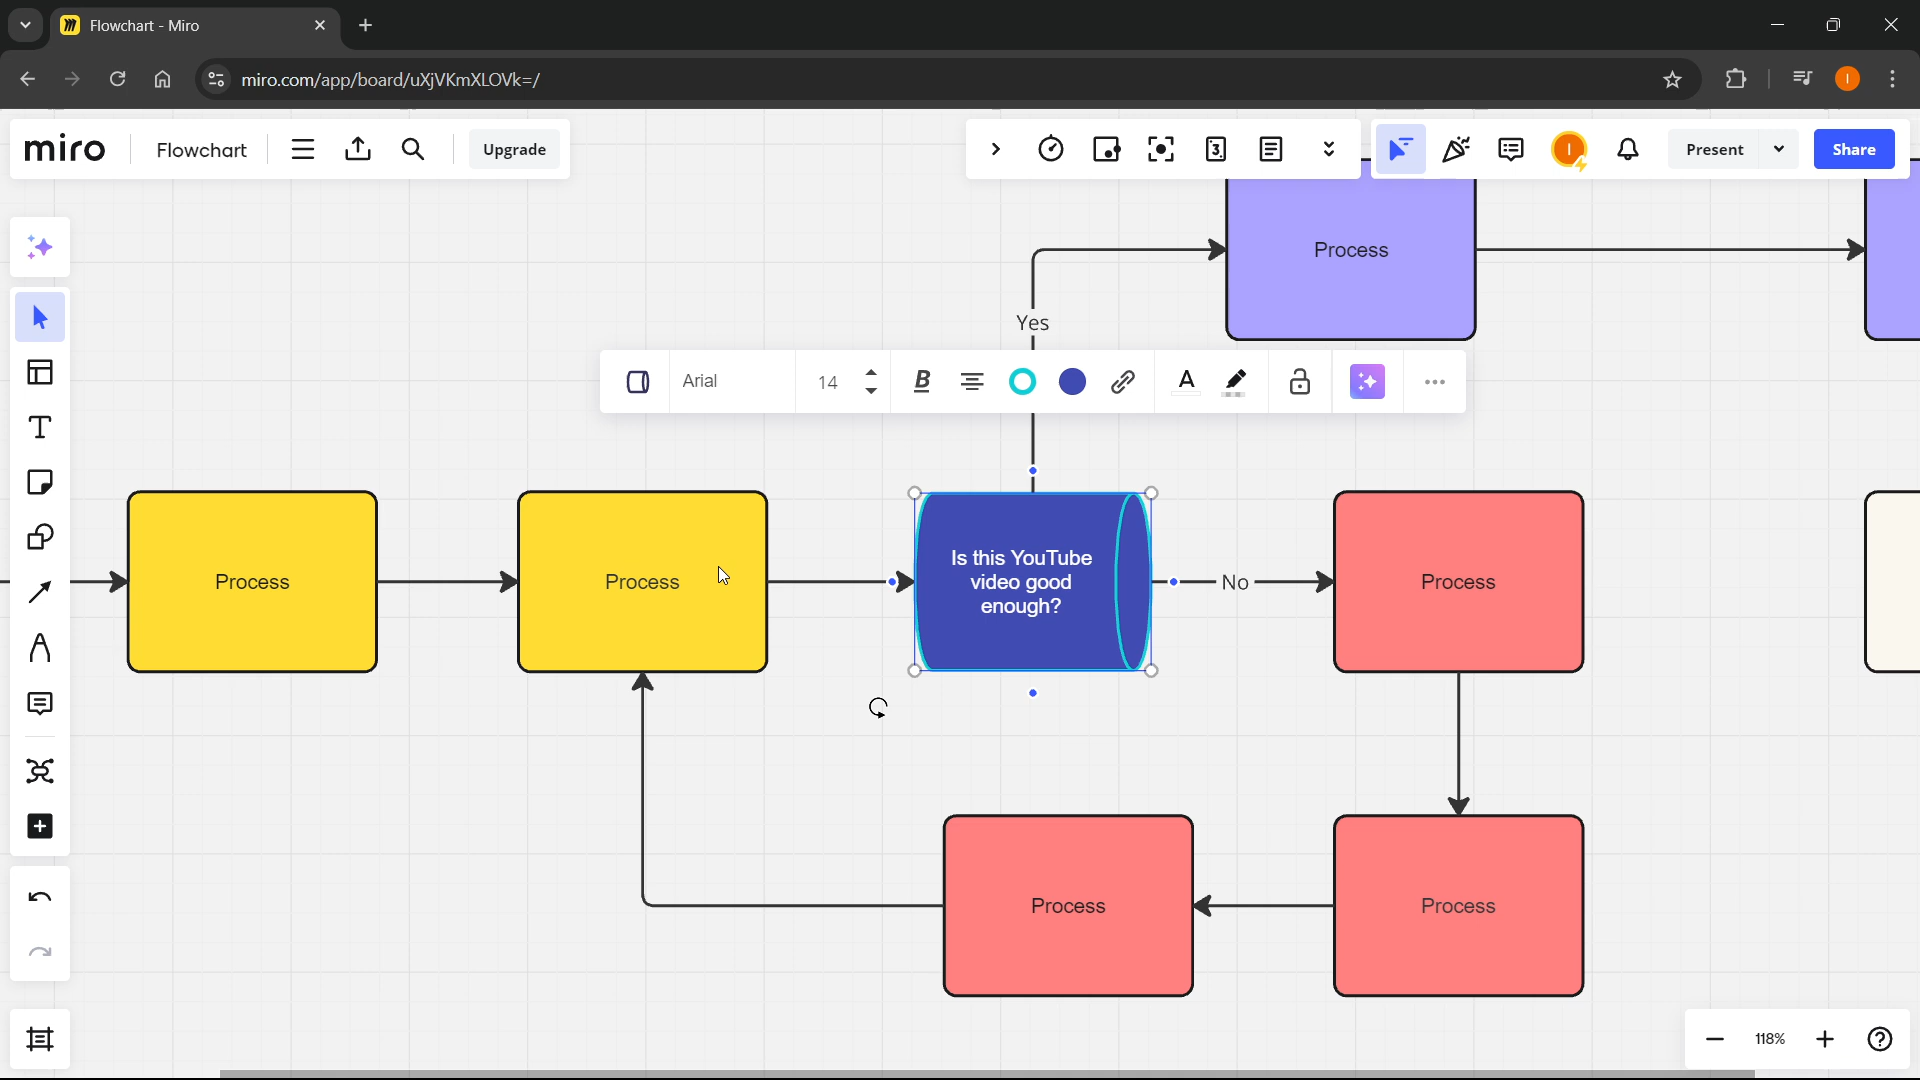 Flowchart - Miro
miro.com/app/board/uXjVKmXLOVk=/
I
miro
Flowchart
Upgrade
3
I
Present
Share
Process
Yes
Arial
14
B
A
Process
Process
Is this YouTube
video good
enough?
No
Process
Process
Process
118%